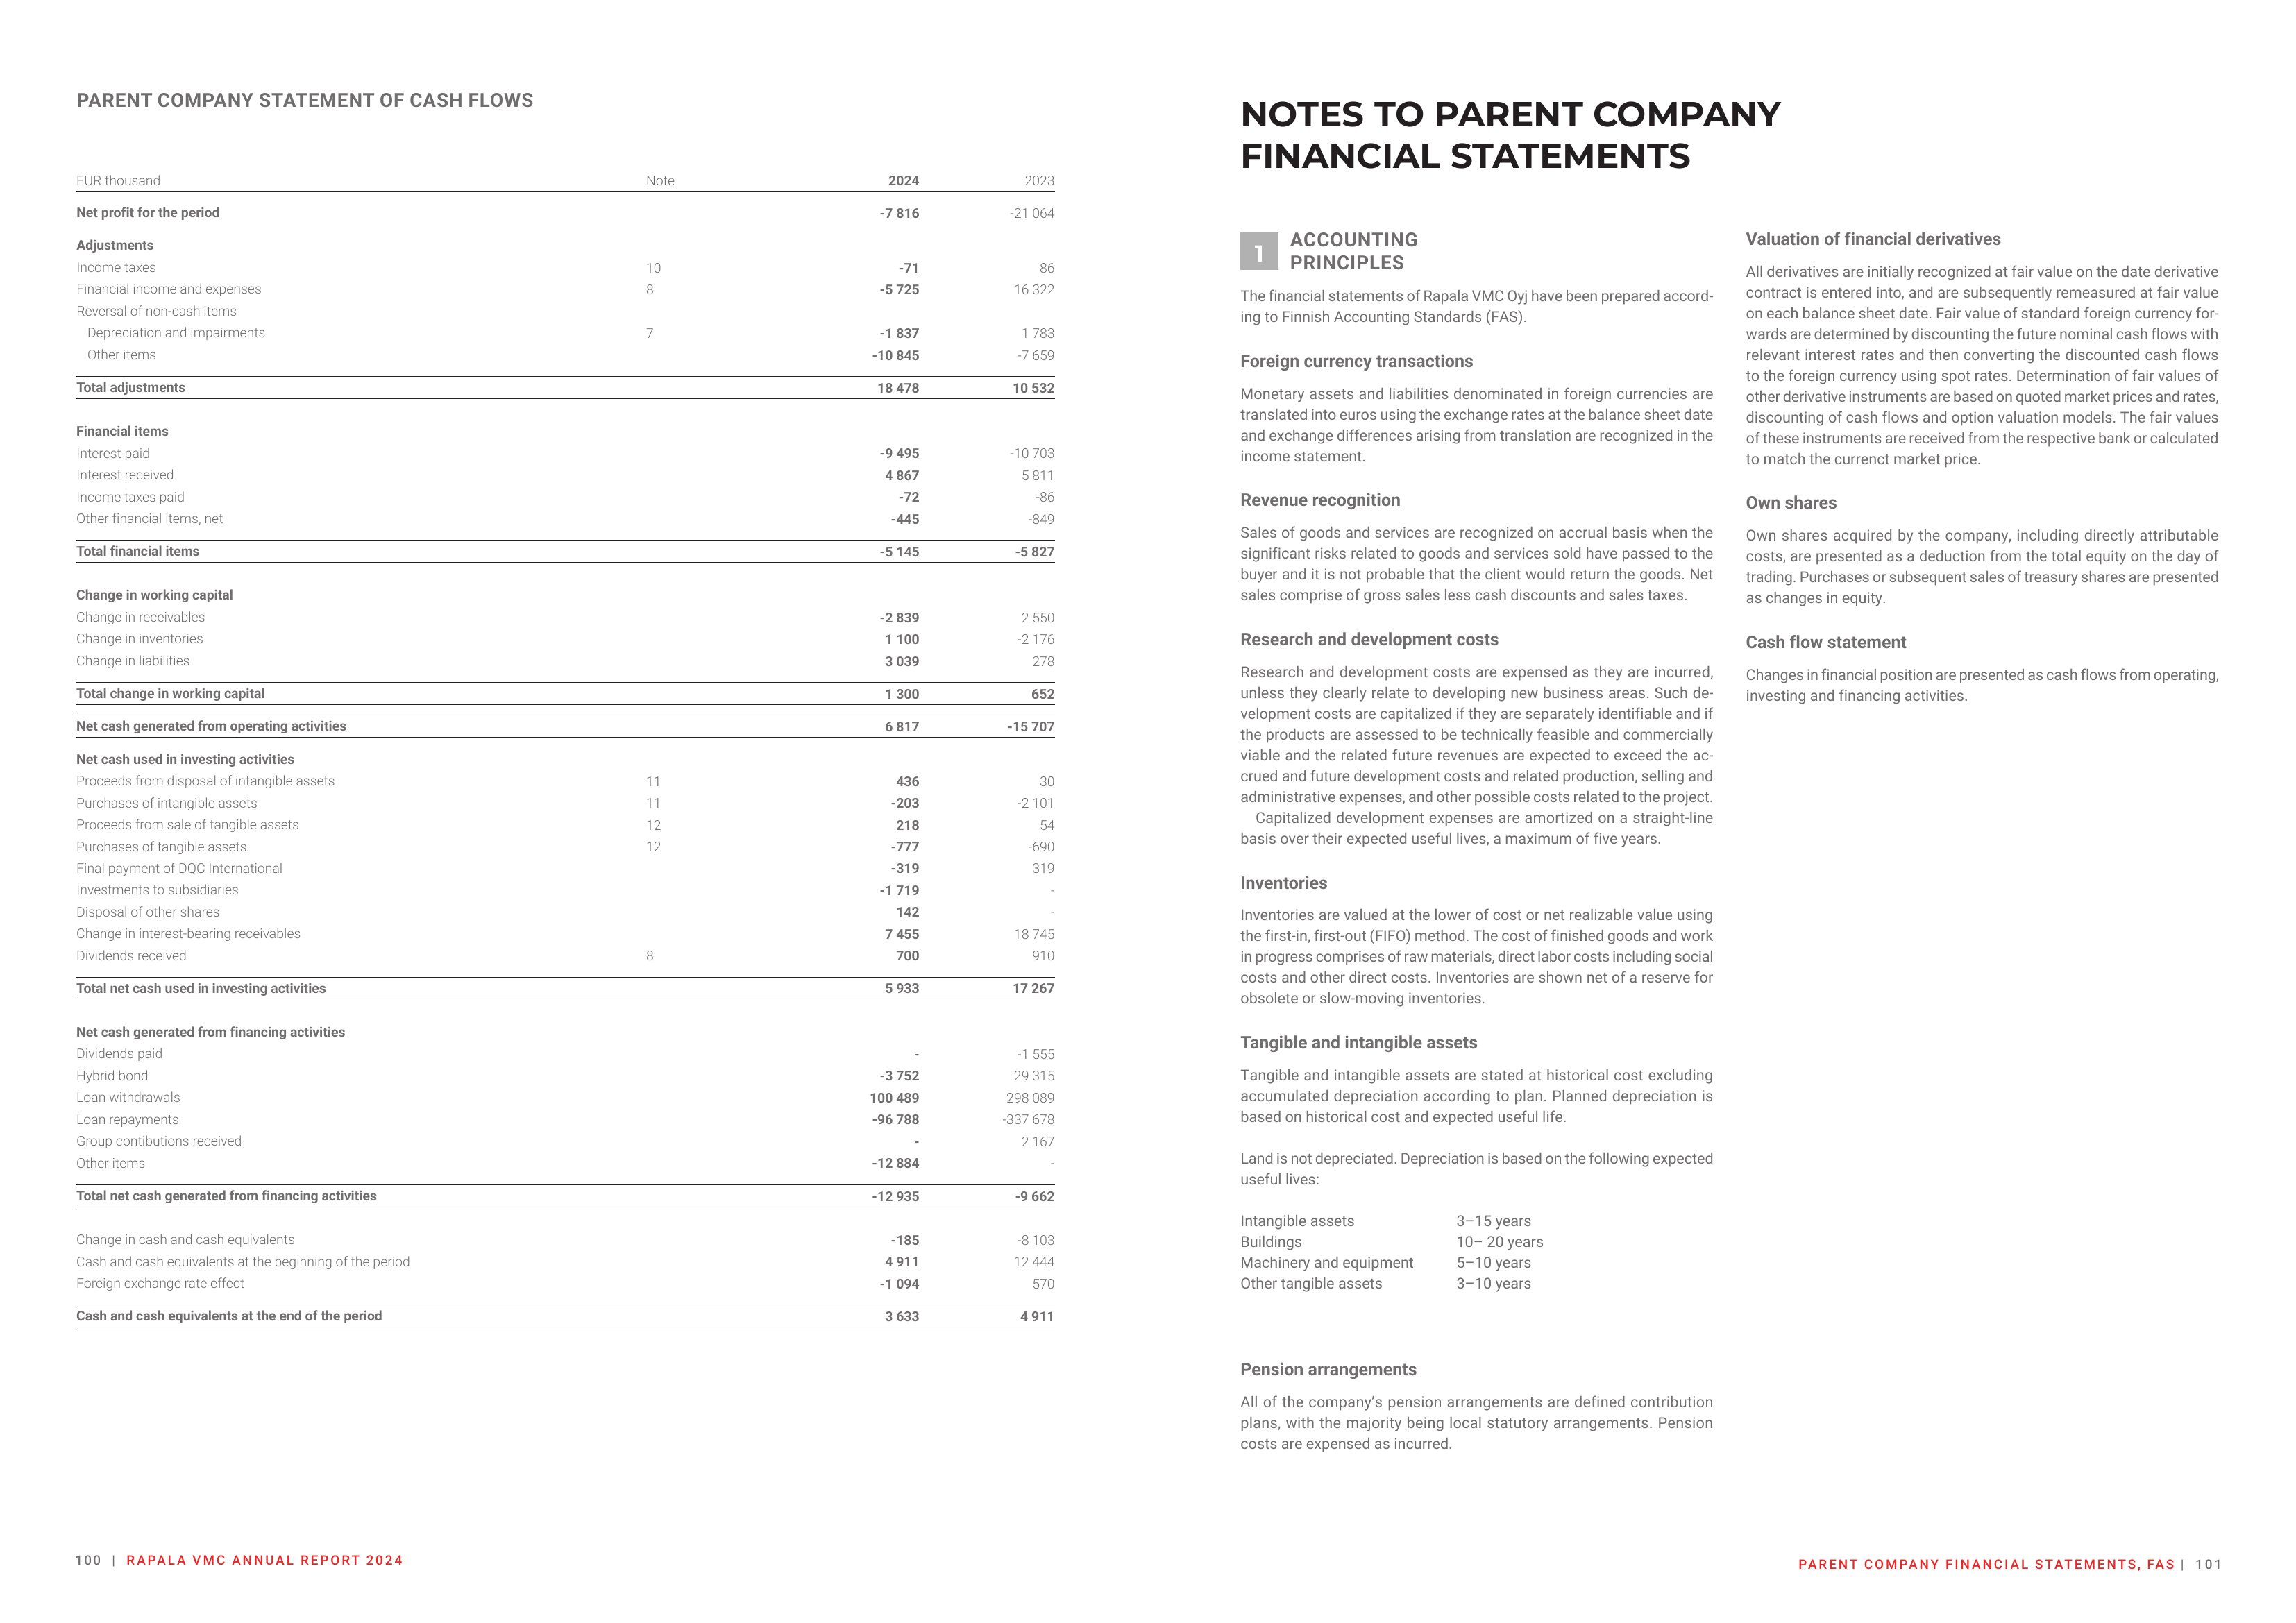 PARENT COMPANY STATEMENT OF CASH FLOWS
EUR thousand Note 2024 2023
Net profit for the period -7 816 -21 064
Adjustments
Income taxes 10 -71 86
Financial income and expenses 8 -5 725 16 322
Reversal of non-cash items
Depreciation and impairments 7 -1 837 1 783
Other items -10 845 -7 659
Total adjustments 18 478 10 532
Financial items
Interest paid -9 495 -10 703
Interest received 4 867 5 811
Income taxes paid -72 -86
Other financial items, net -445 -849
Total financial items -5 145 -5 827
Change in working capital
Change in receivables -2 839 2 550
Change in inventories 1 100 -2 176
Change in liabilities 3 039 278
Total change in working capital 1 300 652
Net cash generated from operating activities 6 817 -15 707
Net cash used in investing activities
Proceeds from disposal of intangible assets 11 436 30
Purchases of intangible assets 11 -203 -2 101
Proceeds from sale of tangible assets 12 218 54
Purchases of tangible assets 12 -777 -690
Final payment of DQC International -319 319
Investments to subsidiaries -1 719 -
Disposal of other shares 142 -
Change in interest-bearing receivables 7 455 18 745
Dividends received 8 700 910
Total net cash used in investing activities 5 933 17 267
Net cash generated from financing activities
Dividends paid - -1 555
Hybrid bond -3 752 29 315
Loan withdrawals 100 489 298 089
Loan repayments -96 788 -337 678
Group contibutions received - 2 167
Other items -12 884 -
Total net cash generated from financing activities -12 935 -9 662
Change in cash and cash equivalents -185 -8 103
Cash and cash equivalents at the beginning of the period 4 911 12 444
Foreign exchange rate effect -1 094 570
Cash and cash equivalents at the end of the period 3 633 4 911
100 | RAPALA VMC ANNUAL REPORT 2024
NOTES TO PARENT COMPANY
FINANCIAL STATEMENTS
1 ACCOUNTING
PRINCIPLES
The financial statements of Rapala VMC Oyj have been prepared accord-
ing to Finnish Accounting Standards (FAS).
Foreign currency transactions
Monetary assets and liabilities denominated in foreign currencies are
translated into euros using the exchange rates at the balance sheet date
and exchange differences arising from translation are recognized in the
income statement.
Revenue recognition
Sales of goods and services are recognized on accrual basis when the
significant risks related to goods and services sold have passed to the
buyer and it is not probable that the client would return the goods. Net
sales comprise of gross sales less cash discounts and sales taxes.
Research and development costs
Research and development costs are expensed as they are incurred,
unless they clearly relate to developing new business areas. Such de-
velopment costs are capitalized if they are separately identifiable and if
the products are assessed to be technically feasible and commercially
viable and the related future revenues are expected to exceed the ac-
crued and future development costs and related production, selling and
administrative expenses, and other possible costs related to the project.
Capitalized development expenses are amortized on a straight-line
basis over their expected useful lives, a maximum of five years.
Inventories
Inventories are valued at the lower of cost or net realizable value using
the first-in, first-out (FIFO) method. The cost of finished goods and work
in progress comprises of raw materials, direct labor costs including social
costs and other direct costs. Inventories are shown net of a reserve for
obsolete or slow-moving inventories.
Tangible and intangible assets
Tangible and intangible assets are stated at historical cost excluding
accumulated depreciation according to plan. Planned depreciation is
based on historical cost and expected useful life.
Land is not depreciated. Depreciation is based on the following expected
useful lives:
Intangible assets 3–15 years
Buildings 10– 20 years
Machinery and equipment 5–10 years
Other tangible assets 3–10 years
Pension arrangements
All of the company's pension arrangements are defined contribution
plans, with the majority being local statutory arrangements. Pension
costs are expensed as incurred.
Valuation of financial derivatives
All derivatives are initially recognized at fair value on the date derivative
contract is entered into, and are subsequently remeasured at fair value
on each balance sheet date. Fair value of standard foreign currency for-
wards are determined by discounting the future nominal cash flows with
relevant interest rates and then converting the discounted cash flows
to the foreign currency using spot rates. Determination of fair values of
other derivative instruments are based on quoted market prices and rates,
discounting of cash flows and option valuation models. The fair values
of these instruments are received from the respective bank or calculated
to match the currenct market price.
Own shares
Own shares acquired by the company, including directly attributable
costs, are presented as a deduction from the total equity on the day of
trading. Purchases or subsequent sales of treasury shares are presented
as changes in equity.
Cash flow statement
Changes in financial position are presented as cash flows from operating,
investing and financing activities.
PARENT COMPANY FINANCIAL STATEMENTS, FAS | 101